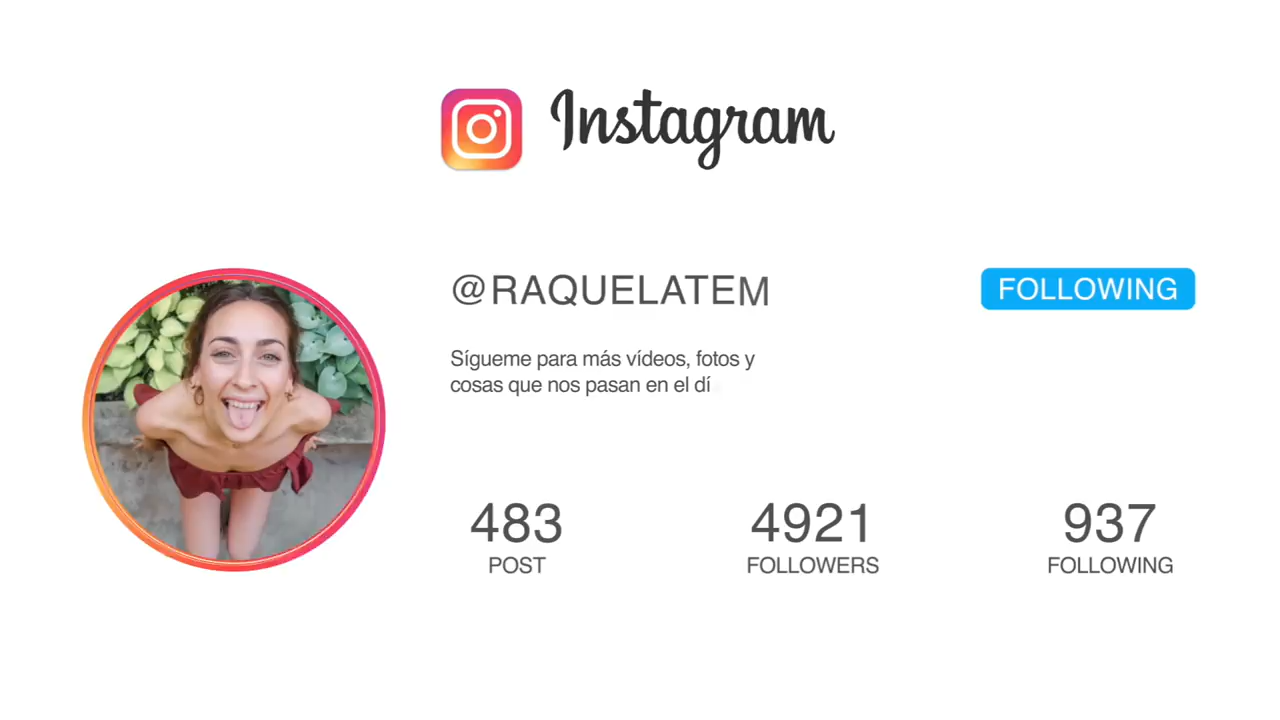 Instagram
@RAQUELATEM
FOLLOWING
Sígueme para más vídeos, fotos y
cosas que nos pasan en el dí
483
4921
937
POST
FOLLOWERS
FOLLOWING